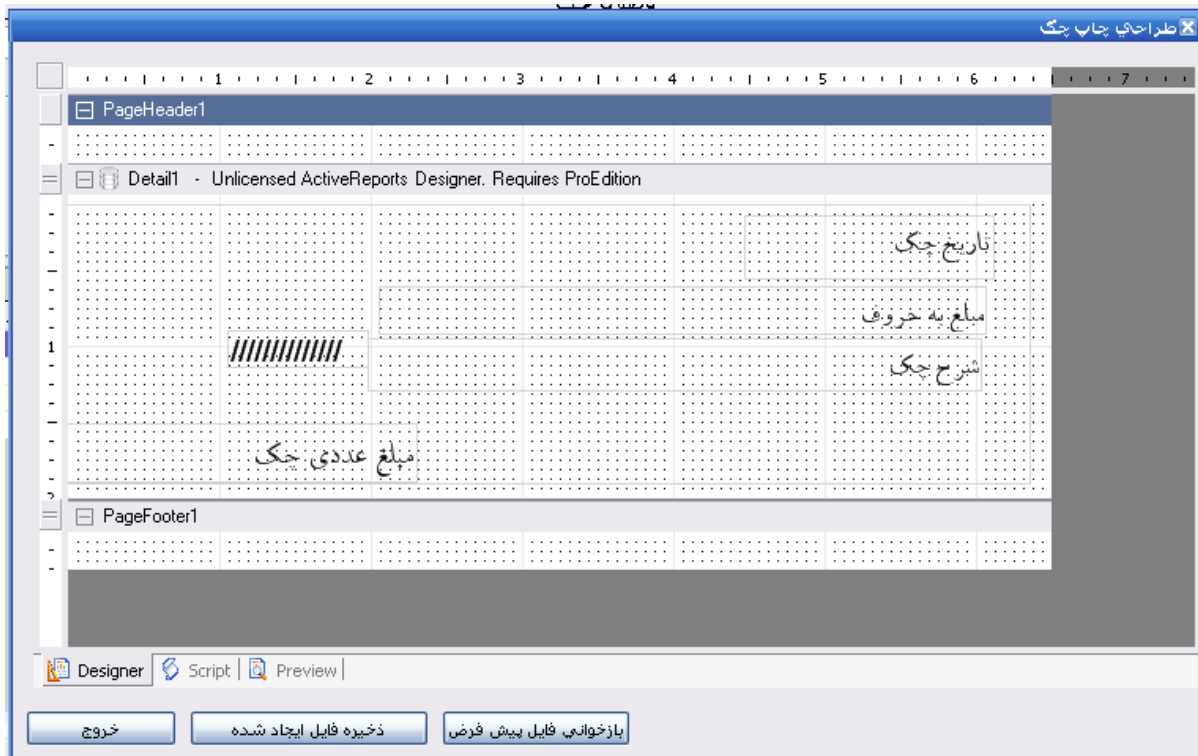 طراحي چاپ چک
1 2 3 4 5 6 7
PageHeader1
Detail1 - Unlicensed ActiveReports Designer. Requires ProEdition
تاریخ چک
مبلغ به حروف
//////////////
1
شرح چک
مبلغ عددی چک
PageFooter1
Designer Script Preview
بازخواني فايل پيش فرض ذخيره فايل ايجاد شده خروج